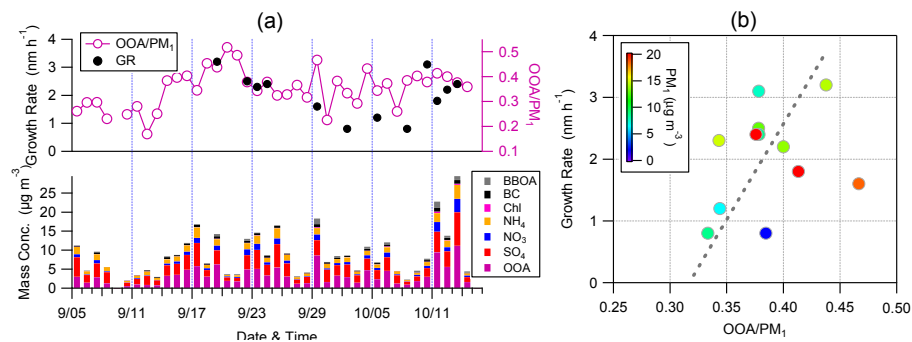 (a)
OOA/PM1
GR
Growth Rate (nm h-1)
4
3
2
1
0
OOA/PM1
0.5
0.4
0.3
0.2
0.1
Mass Conc. (µg m-3)
25
20
15
10
5
0
BBOA
BC
Chl
NH4
NO3
SO4
OOA
9/05
9/11
9/17
9/23
9/29
10/05
10/11
Date & Time
(b)
Growth Rate (nm h-1)
4
3
2
1
0
20
15
10
5
0
PM1 (µg m-3)
0.25
0.30
0.35
0.40
0.45
0.50
OOA/PM1